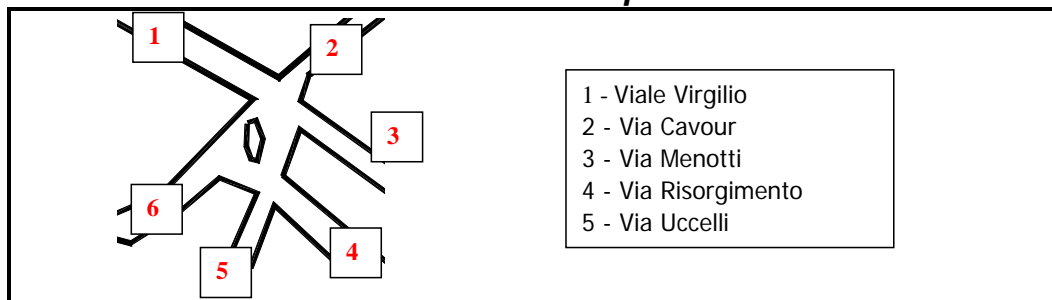 1
2
3
4
5
6
1 - Viale Virgilio
2 - Via Cavour
3 - Via Menotti
4 - Via Risorgimento
5 - Via Uccelli